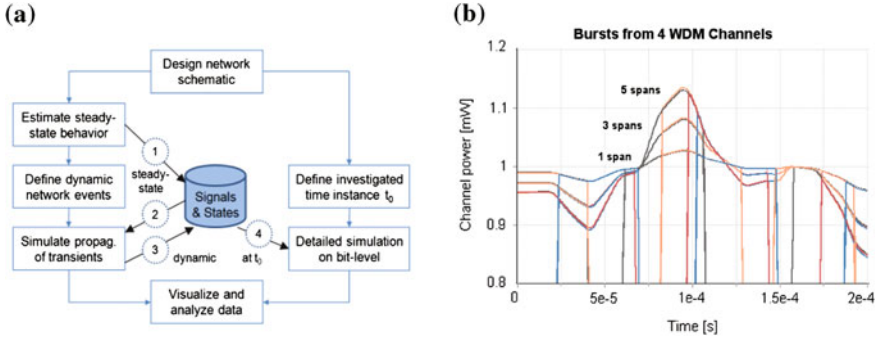 (a)
Design network
schematic
Estimate steady-
state behavior
1
steady-
state
Define dynamic
network events
Signals
& States
Define investigated
time instance t0
2
Simulate propag.
of transients
3
dynamic
4
at t0
Detailed simulation
on bit-level
Visualize and
analyze data
(b)
Bursts from 4 WDM Channels
Channel power [mW]
1.2
1.1
1
0.9
0.8
5 spans
3 spans
1 span
0
5e-5
1e-4
1.5e-4
2e-4
Time [s]